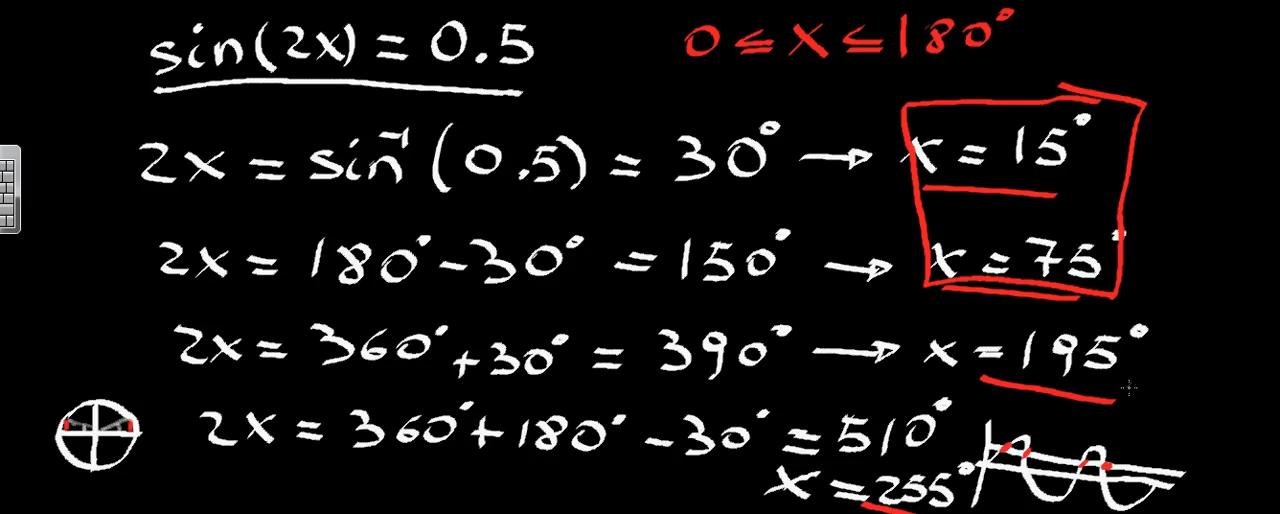 sin(2x) = 0.5 0 ≤ x ≤ 180°
2x = sin⁻¹(0.5) = 30° → x = 15°
2x = 180° - 30° = 150° → x = 75°
2x = 360° + 30° = 390° → x = 195°
2x = 360° + 180° - 30° = 510°
x = 255°